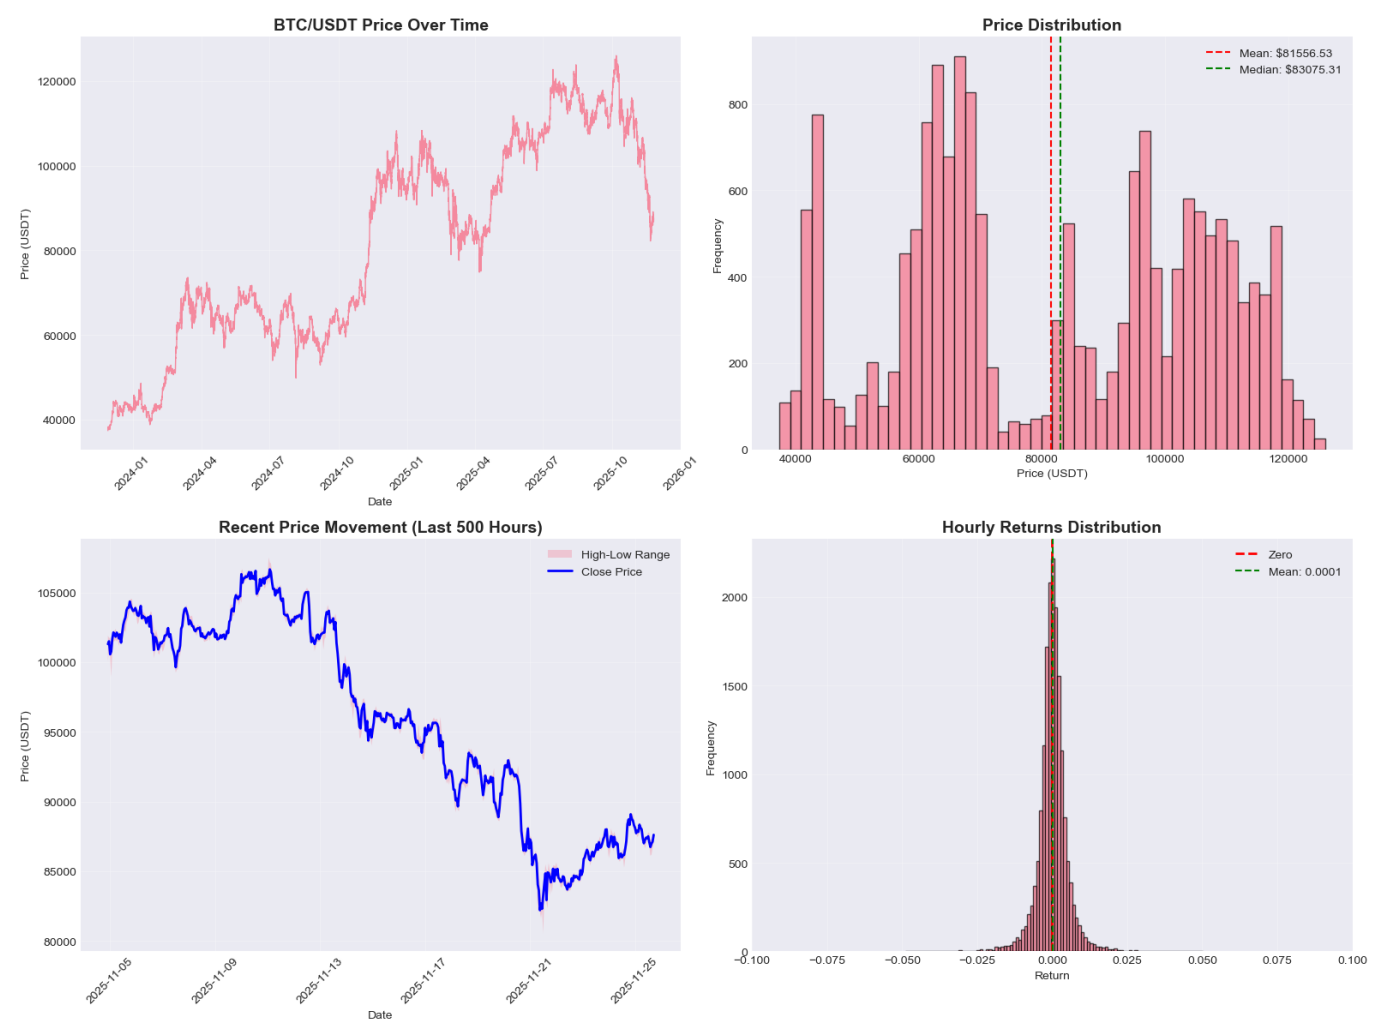 BTC/USDT Price Over Time
Price (USDT)
120000
100000
80000
60000
40000
2024-01
2024-04
2024-07
2024-10
2025-01
2025-04
2025-07
2025-10
2026-01
Date
Price Distribution
Mean: $81556.53
Median: $83075.31
Frequency
800
600
400
200
0
40000
60000
80000
100000
120000
Price (USDT)
Recent Price Movement (Last 500 Hours)
High-Low Range
Close Price
Price (USDT)
105000
100000
95000
90000
85000
80000
2025-11-05
2025-11-09
2025-11-13
2025-11-17
2025-11-21
2025-11-25
Date
Hourly Returns Distribution
Zero
Mean: 0.0001
Frequency
2000
1500
1000
500
0
−0.100
−0.075
−0.050
−0.025
0.000
0.025
0.050
0.075
0.100
Return